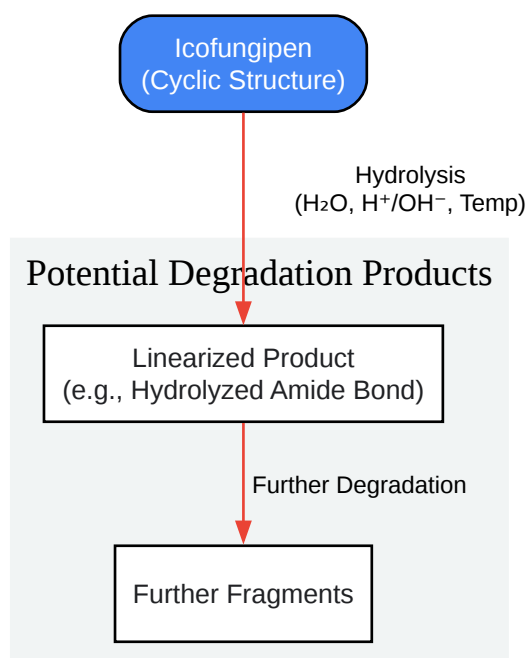 Icofungipen
(Cyclic Structure)
Hydrolysis
(H₂O, H⁺/OH⁻, Temp)
Potential Degradation Products
Linearized Product
(e.g., Hydrolyzed Amide Bond)
Further Degradation
Further Fragments